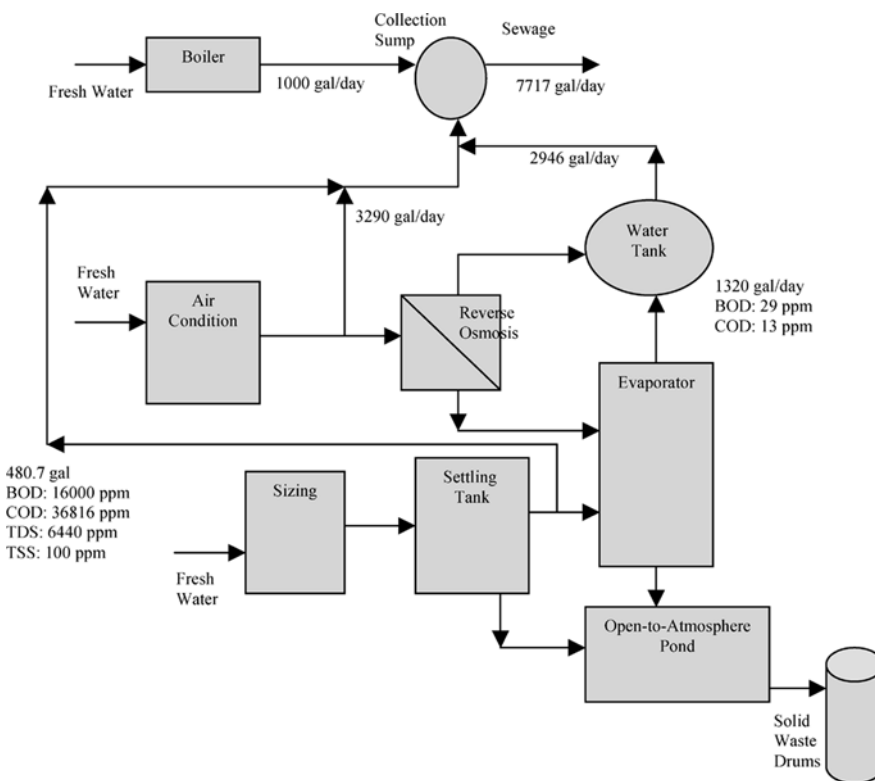 Collection
Sump
Sewage
Boiler
Fresh Water
1000 gal/day
7717 gal/day
2946 gal/day
3290 gal/day
Water
Tank
Fresh
Water
Air
Condition
Reverse
Osmosis
1320 gal/day
BOD: 29 ppm
COD: 13 ppm
Evaporator
480.7 gal
BOD: 16000 ppm
COD: 36816 ppm
TDS: 6440 ppm
TSS: 100 ppm
Sizing
Settling
Tank
Fresh
Water
Open-to-Atmosphere
Pond
Solid
Waste
Drums